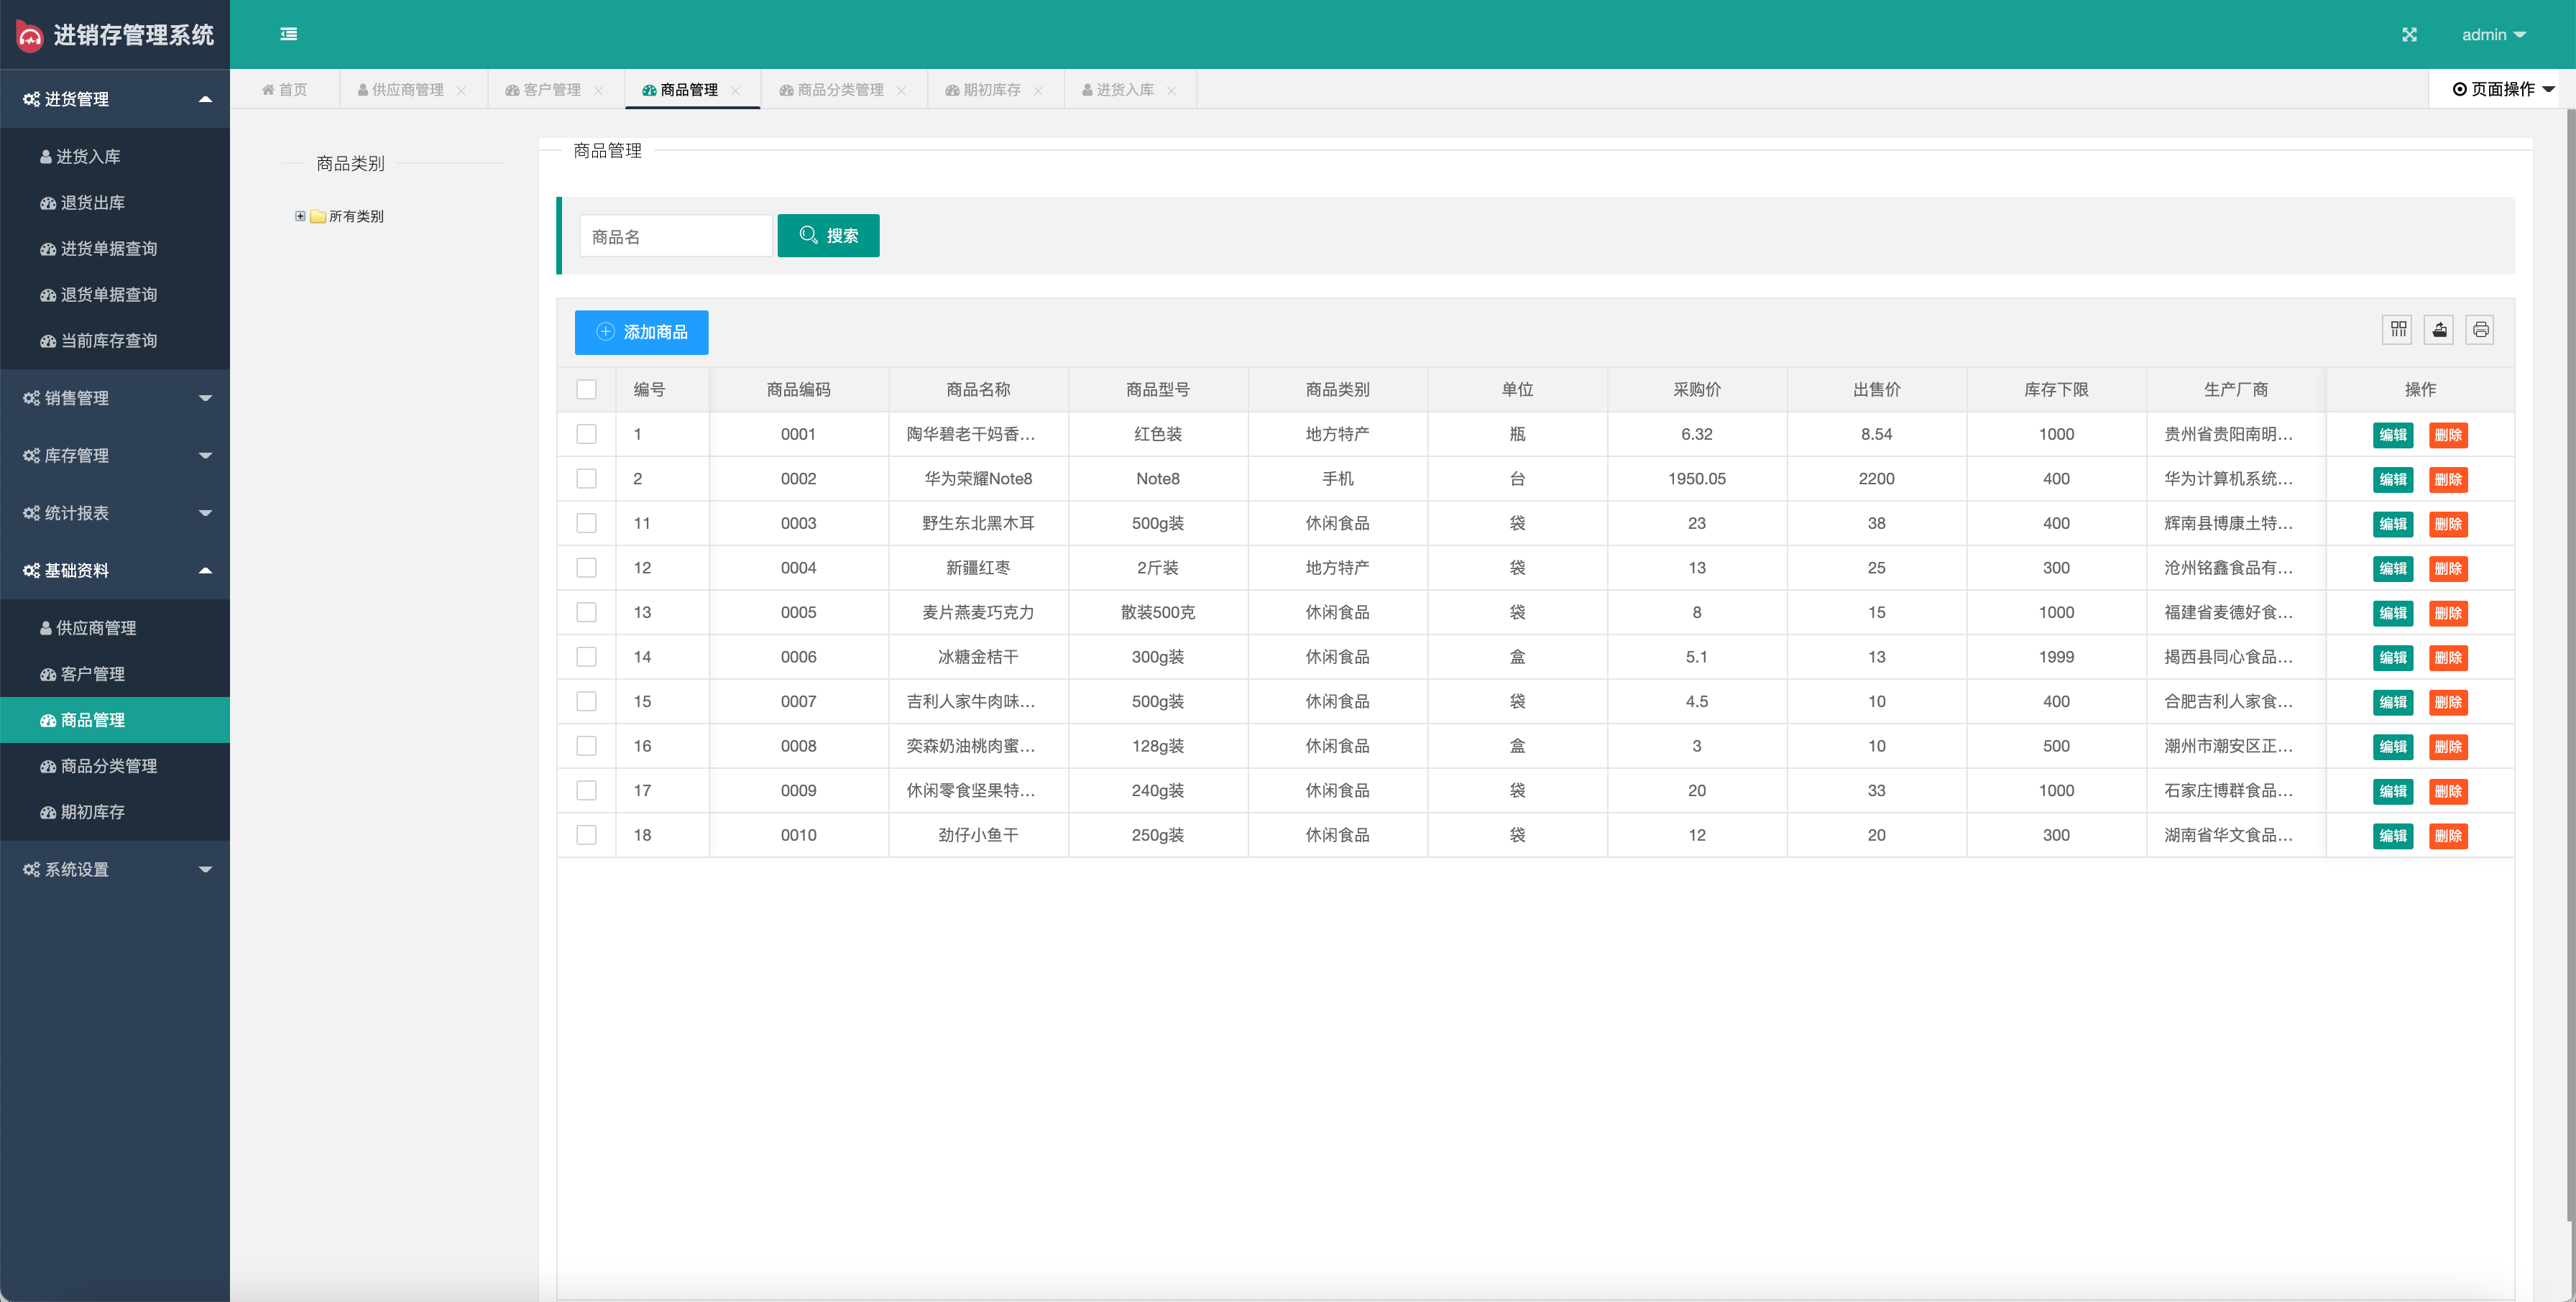 进销存管理系统
admin
进货管理
进货入库
退货出库
进货单据查询
退货单据查询
当前库存查询
销售管理
库存管理
统计报表
基础资料
供应商管理
客户管理
商品管理
商品分类管理
期初库存
系统设置
首页 供应商管理 客户管理 商品管理 商品分类管理 期初库存 进货入库 页面操作
商品类别
所有类别
商品管理
商品名 搜索
添加商品
编号 商品编码 商品名称 商品型号 商品类别 单位 采购价 出售价 库存下限 生产厂商 操作
1 0001 陶华碧老干妈香... 红色装 地方特产 瓶 6.32 8.54 1000 贵州省贵阳南明... 编辑 删除
2 0002 华为荣耀Note8 Note8 手机 台 1950.05 2200 400 华为计算机系统... 编辑 删除
11 0003 野生东北黑木耳 500g装 休闲食品 袋 23 38 400 辉南县博康土特... 编辑 删除
12 0004 新疆红枣 2斤装 地方特产 袋 13 25 300 沧州铭鑫食品有... 编辑 删除
13 0005 麦片燕麦巧克力 散装500克 休闲食品 袋 8 15 1000 福建省麦德好食... 编辑 删除
14 0006 冰糖金桔干 300g装 休闲食品 盒 5.1 13 1999 揭西县同心食品... 编辑 删除
15 0007 吉利人家牛肉味... 500g装 休闲食品 袋 4.5 10 400 合肥吉利人家食... 编辑 删除
16 0008 奕森奶油桃肉蜜... 128g装 休闲食品 盒 3 10 500 潮州市潮安区正... 编辑 删除
17 0009 休闲零食坚果特... 240g装 休闲食品 袋 20 33 1000 石家庄博群食品... 编辑 删除
18 0010 劲仔小鱼干 250g装 休闲食品 袋 12 20 300 湖南省华文食品... 编辑 删除